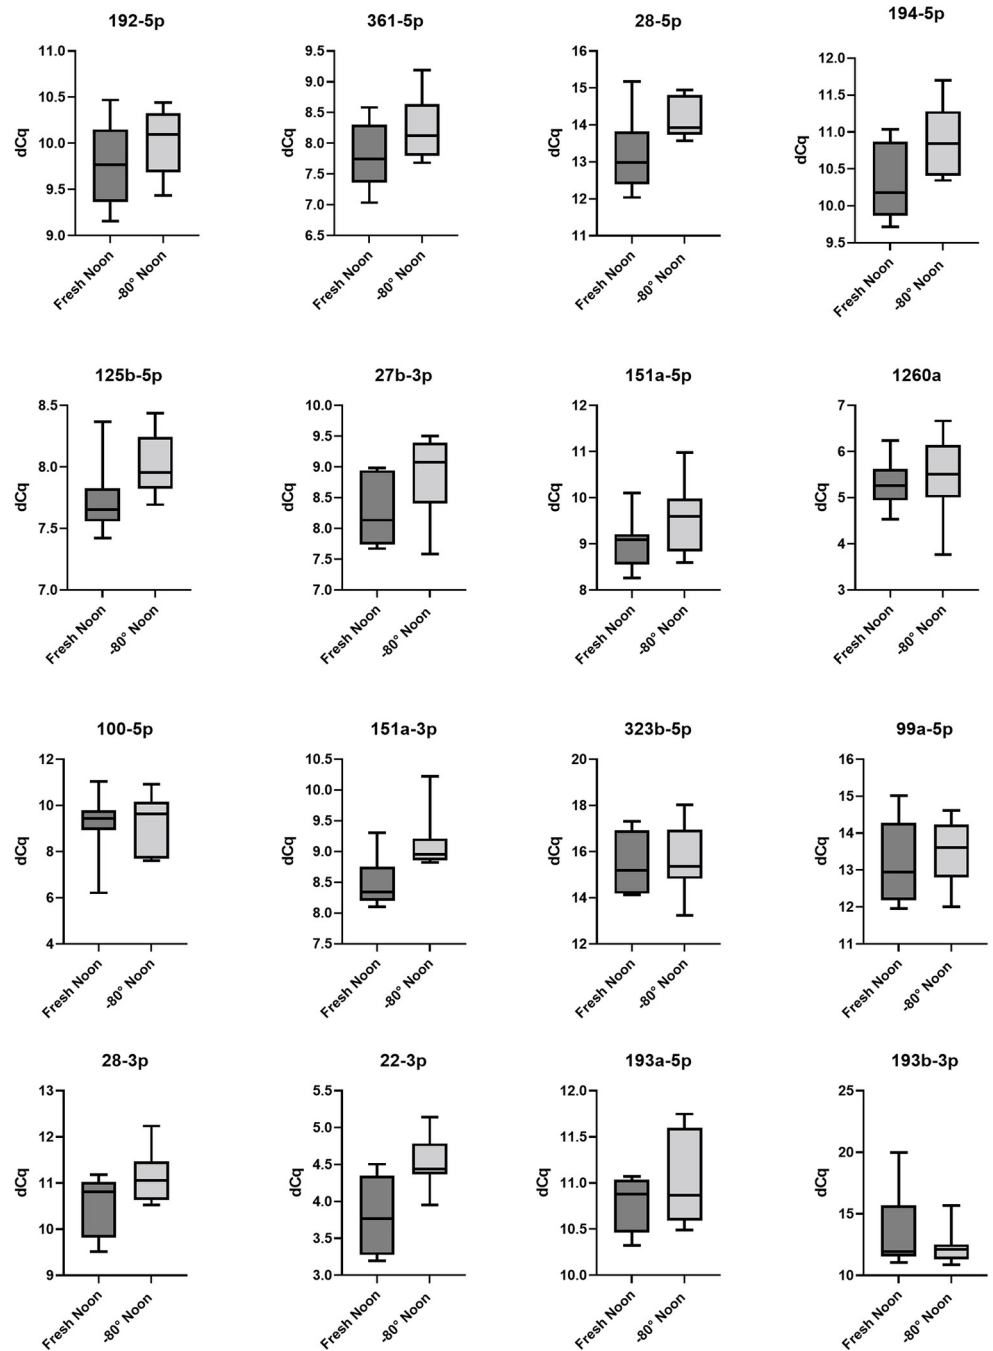 192-5p
11.0
10.5
10.0
9.5
9.0
dCq
Fresh Noon
-80° Noon
361-5p
9.5
9.0
8.5
8.0
7.5
7.0
6.5
dCq
Fresh Noon
-80° Noon
28-5p
16
15
14
13
12
11
dCq
Fresh Noon
-80° Noon
194-5p
12.0
11.5
11.0
10.5
10.0
9.5
dCq
Fresh Noon
-80° Noon
125b-5p
8.5
8.0
7.5
7.0
dCq
Fresh Noon
-80° Noon
27b-3p
10.0
9.5
9.0
8.5
8.0
7.5
7.0
dCq
Fresh Noon
-80° Noon
151a-5p
12
11
10
9
8
dCq
Fresh Noon
-80° Noon
1260a
7
6
5
4
3
dCq
Fresh Noon
-80° Noon
100-5p
12
10
8
6
4
dCq
Fresh Noon
-80° Noon
151a-3p
10.5
10.0
9.5
9.0
8.5
8.0
7.5
dCq
Fresh Noon
-80° Noon
323b-5p
20
18
16
14
12
dCq
Fresh Noon
-80° Noon
99a-5p
16
15
14
13
12
11
dCq
Fresh Noon
-80° Noon
28-3p
13
12
11
10
9
dCq
Fresh Noon
-80° Noon
22-3p
5.5
5.0
4.5
4.0
3.5
3.0
dCq
Fresh Noon
-80° Noon
193a-5p
12.0
11.5
11.0
10.5
10.0
dCq
Fresh Noon
-80° Noon
193b-3p
25
20
15
10
dCq
Fresh Noon
-80° Noon